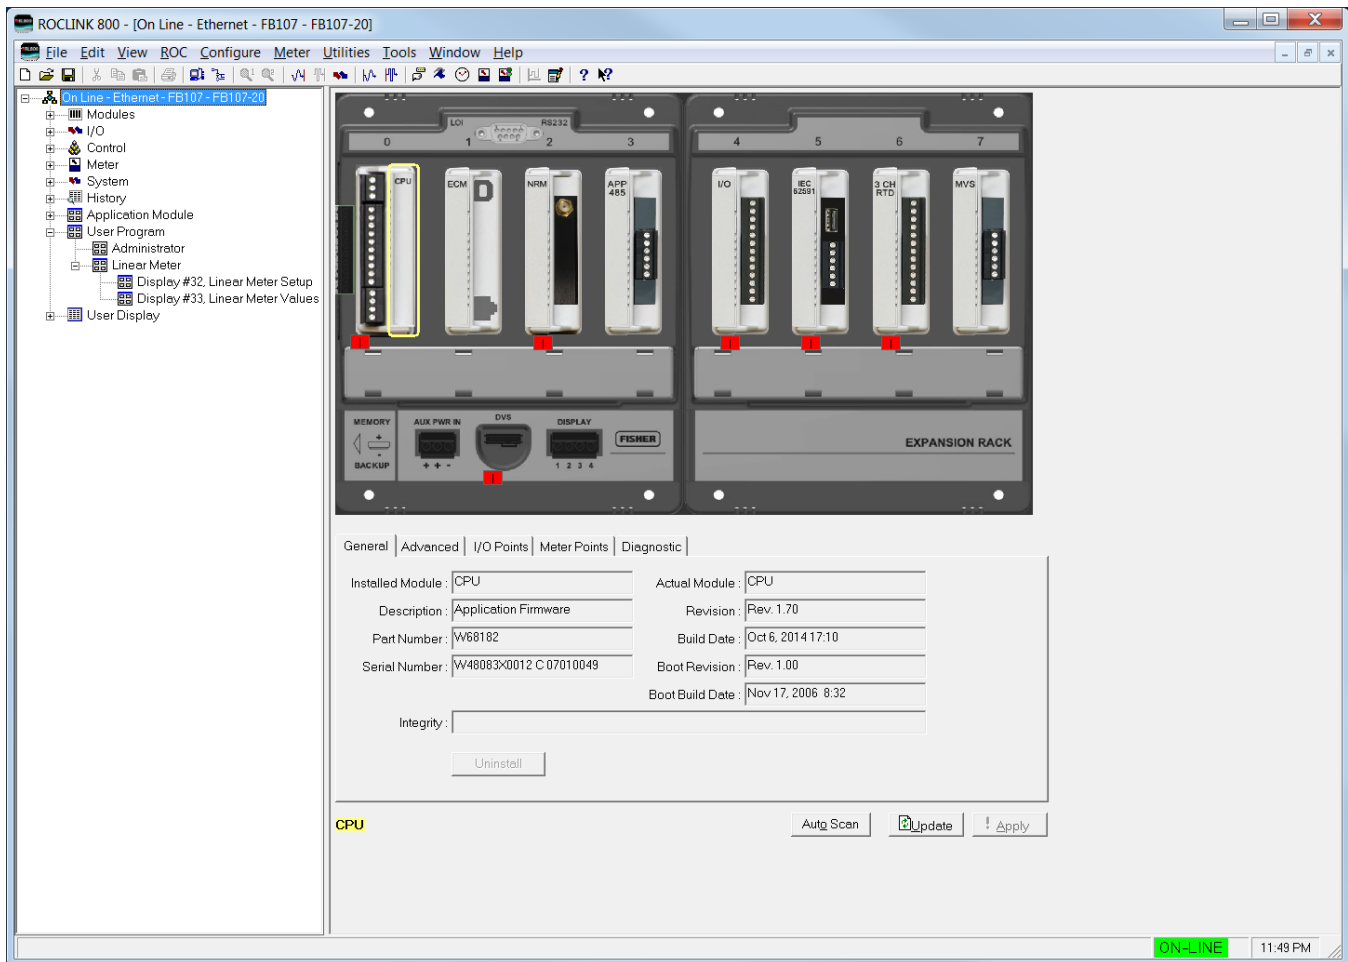 ROCLINK 800 - [On Line - Ethernet - FB107 - FB107-20]
File Edit View ROC Configure Meter Utilities Tools Window Help
On Line - Ethernet - FB107 - FB107-20
Modules
I/O
Control
Meter
System
History
Application Module
User Program
Administrator
Linear Meter
Display #32, Linear Meter Setup
Display #33, Linear Meter Values
User Display
LOI RS232
0 1 2 3 4 5 6 7
CPU
ECM
D
NRM
APP 485
I/O
IEC 62591
3 CH RTD
MVS
MEMORY
BACKUP
AUX PWR IN
+ + -
DVS
DISPLAY
1 2 3 4
FISHER
EXPANSION RACK
General Advanced I/O Points Meter Points Diagnostic
Installed Module : CPU Actual Module : CPU
Description : Application Firmware Revision : Rev. 1.70
Part Number : W68182 Build Date : Oct 6, 2014 17:10
Serial Number : W48083X0012 C 07010049 Boot Revision : Rev. 1.00
Boot Build Date : Nov 17, 2006 8:32
Integrity :
Uninstall
CPU Auto Scan Update ! Apply
ON-LINE 11:49 PM